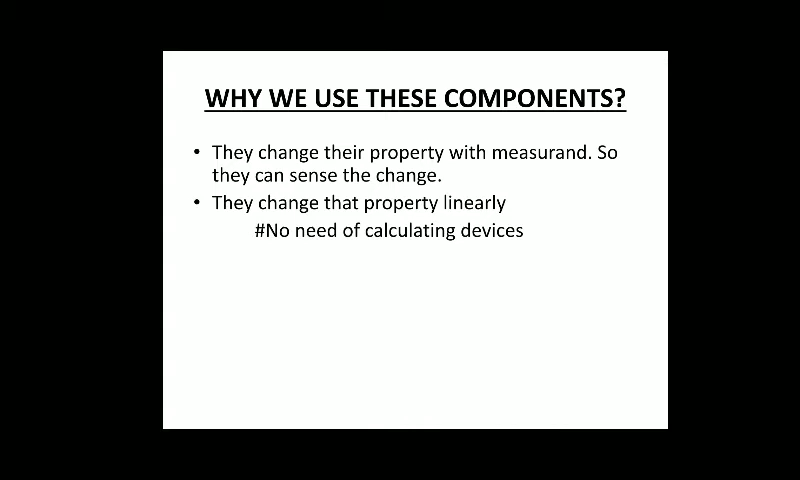 WHY WE USE THESE COMPONENTS?
• They change their property with measurand. So
they can sense the change.
• They change that property linearly
#No need of calculating devices